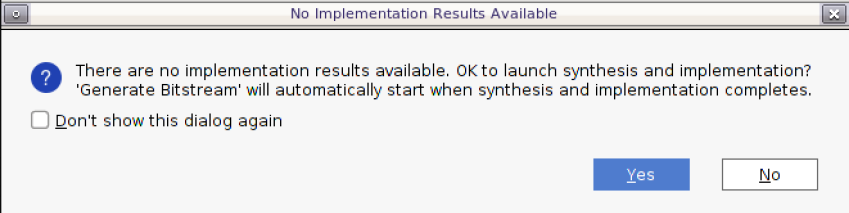 No Implementation Results Available
There are no implementation results available. OK to launch synthesis and implementation?
'Generate Bitstream' will automatically start when synthesis and implementation completes.
Don't show this dialog again
Yes
No